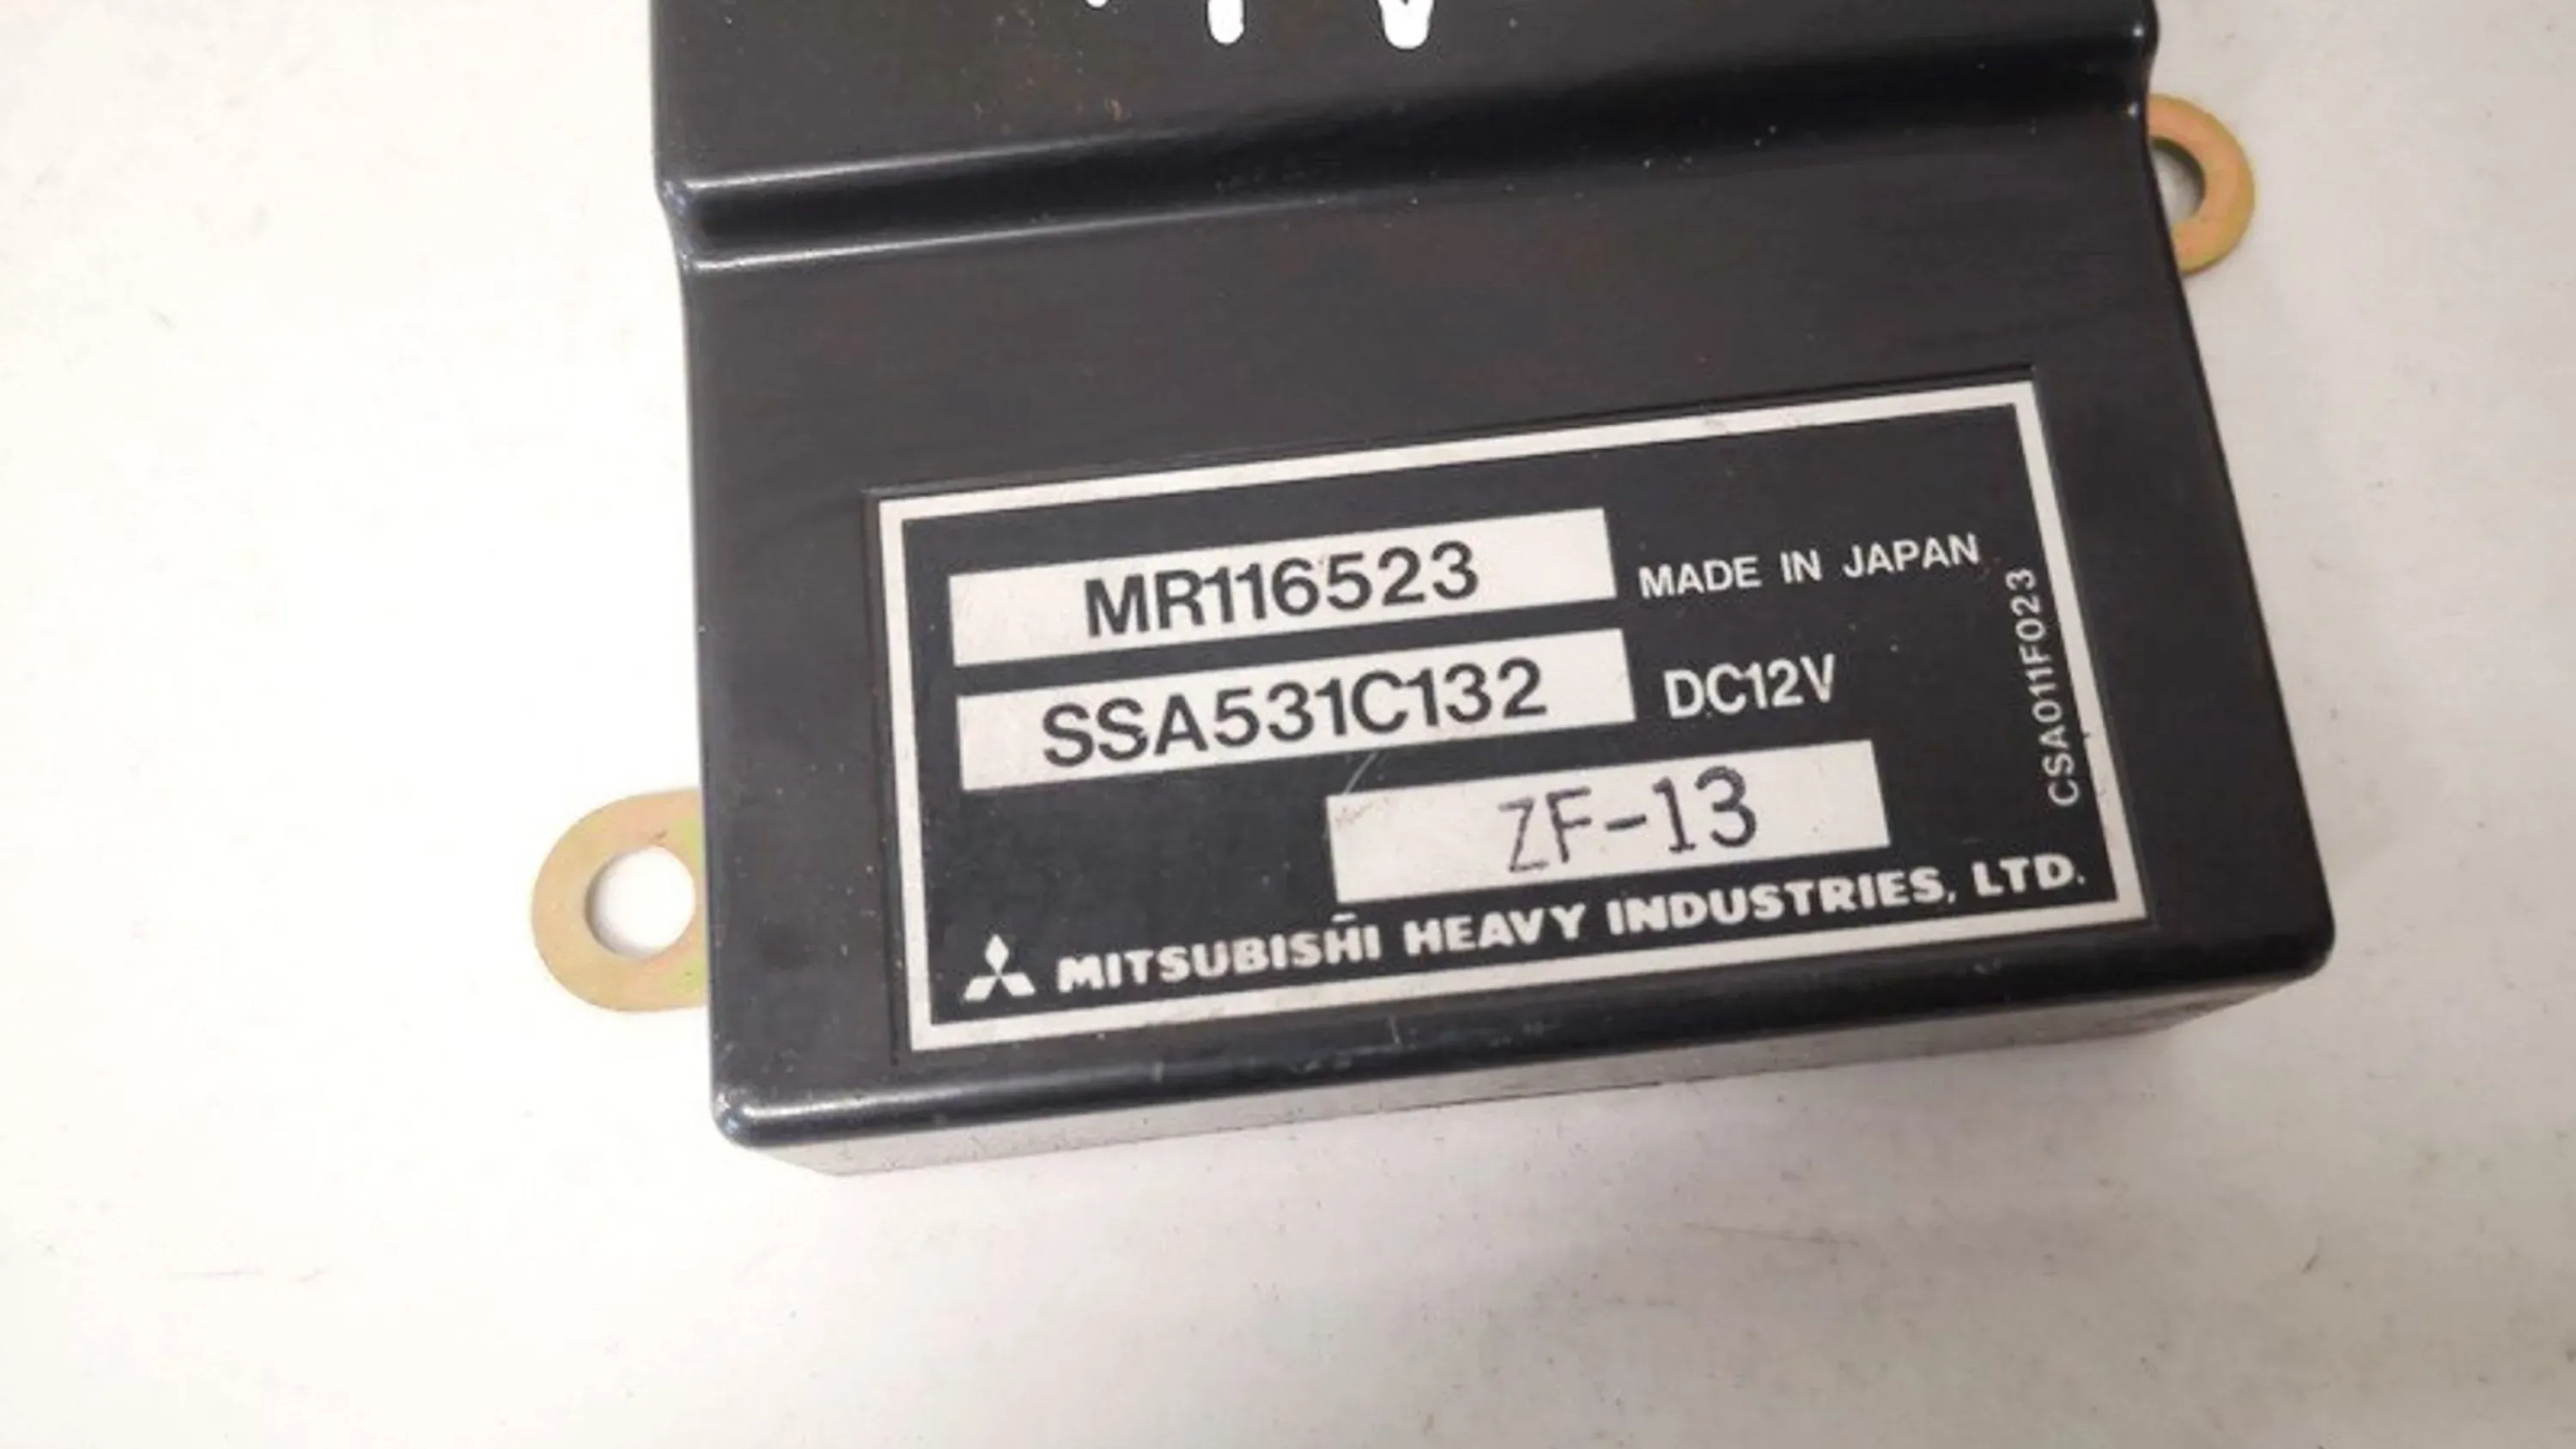 MR116523 MADE IN JAPAN
SSA531C132 DC12V
ZF-13
MITSUBISHI HEAVY INDUSTRIES, LTD.
CSA011F023